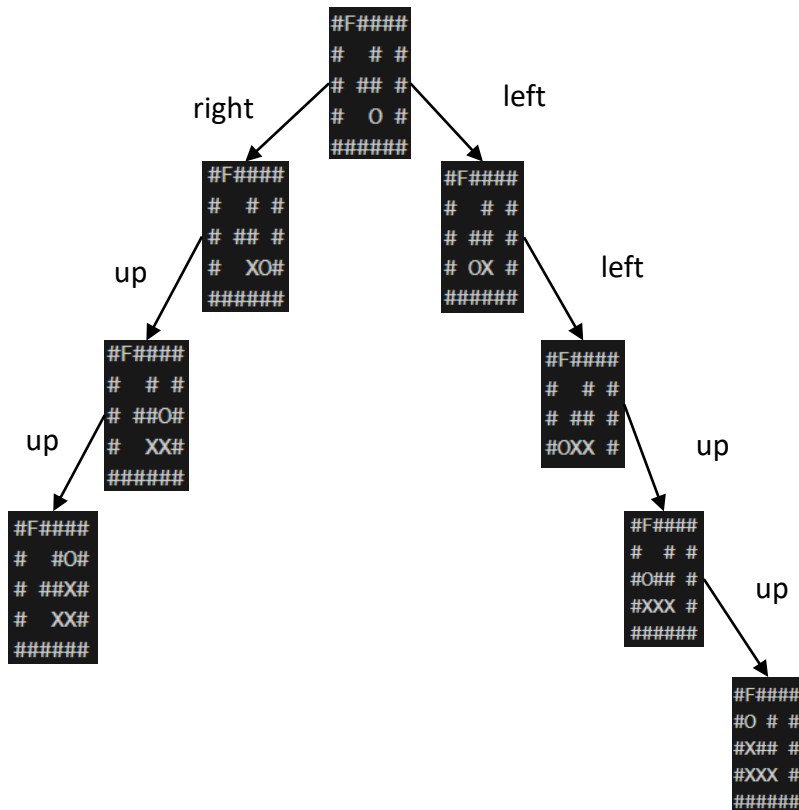 #F####
#  # #
# ## #
#  O #
######
right
left
#F####
#  # #
# ## #
#  XO#
######
#F####
#  # #
# ## #
# OX #
######
up
left
#F####
#  # #
# ##O#
#  XX#
######
#F####
#  # #
# ## #
#OXX #
up
up
#F####
#  #O#
# ##X#
#  XX#
######
#F####
#  # #
#O## #
#XXX #
######
up
#F####
#O # #
#X## #
#XXX #
######